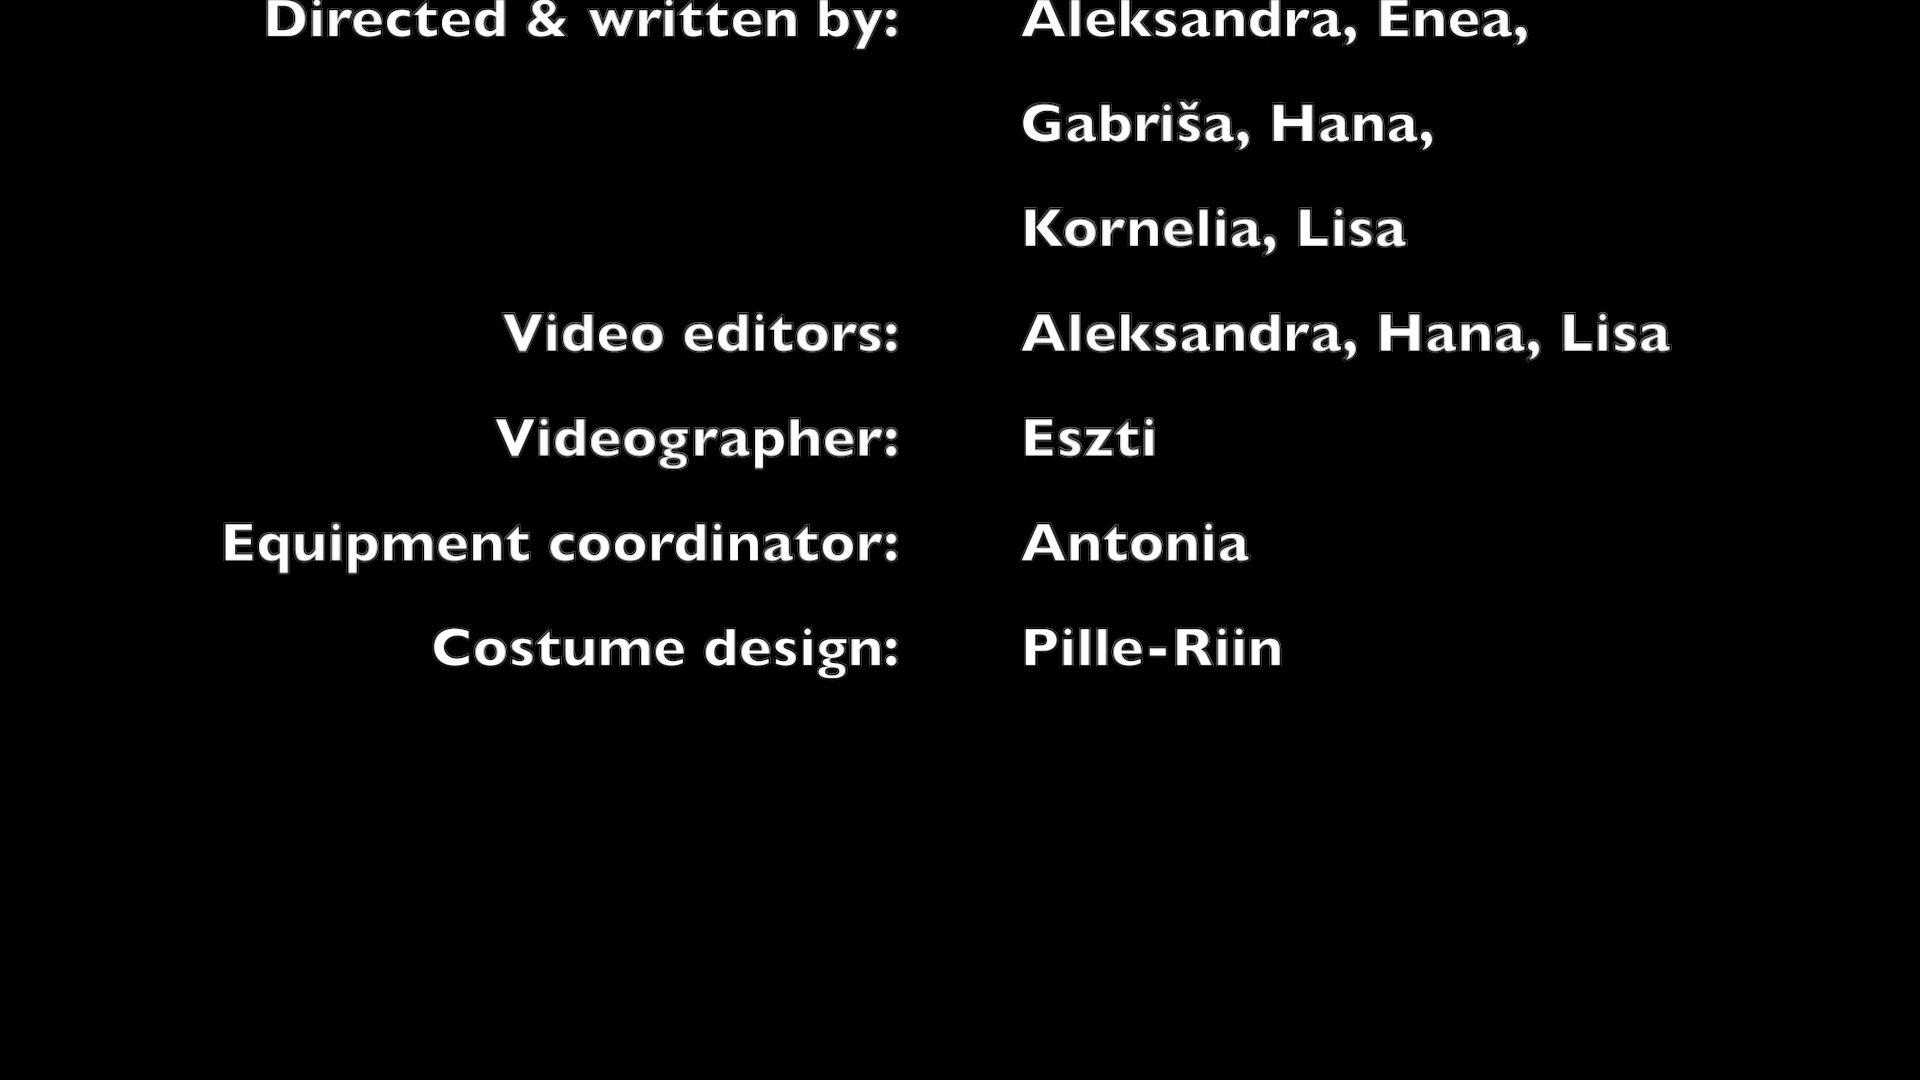 Directed & written by: Aleksandra, Enea,
Gabriša, Hana,
Kornelia, Lisa
Video editors: Aleksandra, Hana, Lisa
Videographer: Eszti
Equipment coordinator: Antonia
Costume design: Pille-Riin